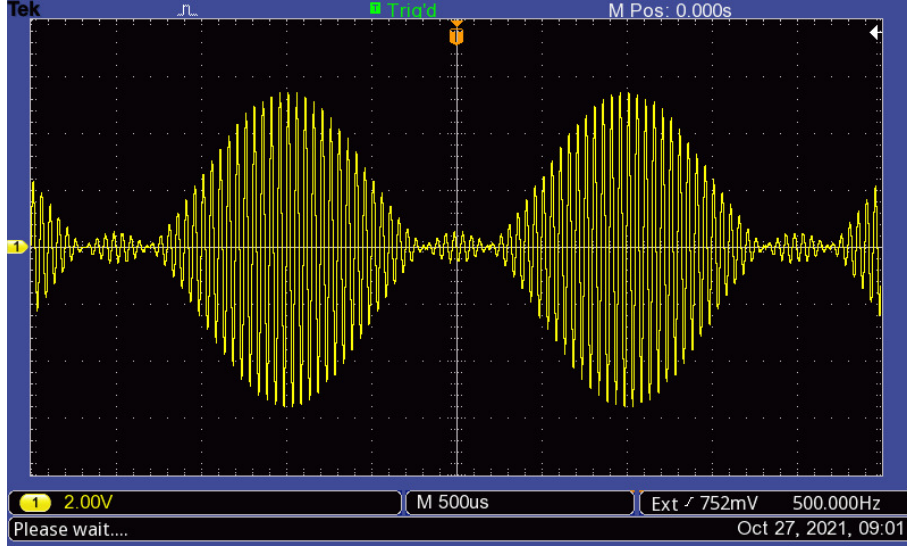 Tek T Trig'd M Pos: 0.000s
T
1
1 2.00V M 500us Ext / 752mV 500.000Hz
Please wait.... Oct 27, 2021, 09:01